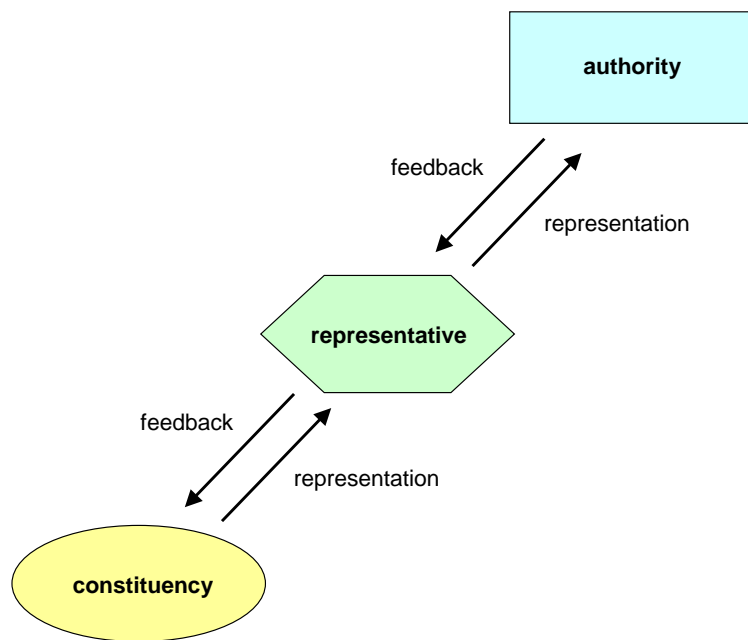 authority
feedback
representation
representative
feedback
representation
constituency